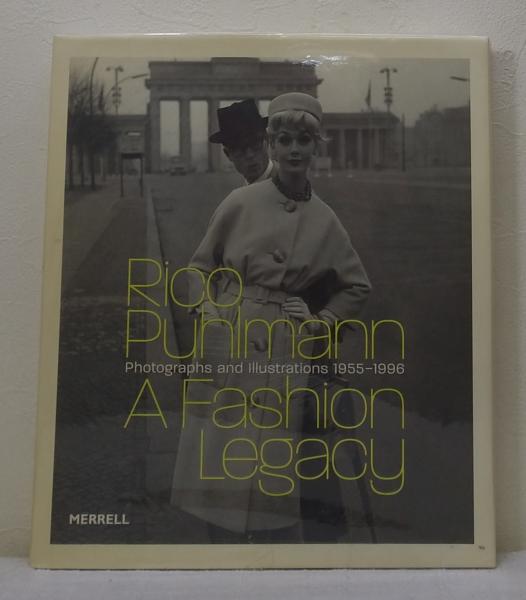 Rico
Puhlmann
Photographs and Illustrations 1955–1996
A Fashion
Legacy
MERRELL